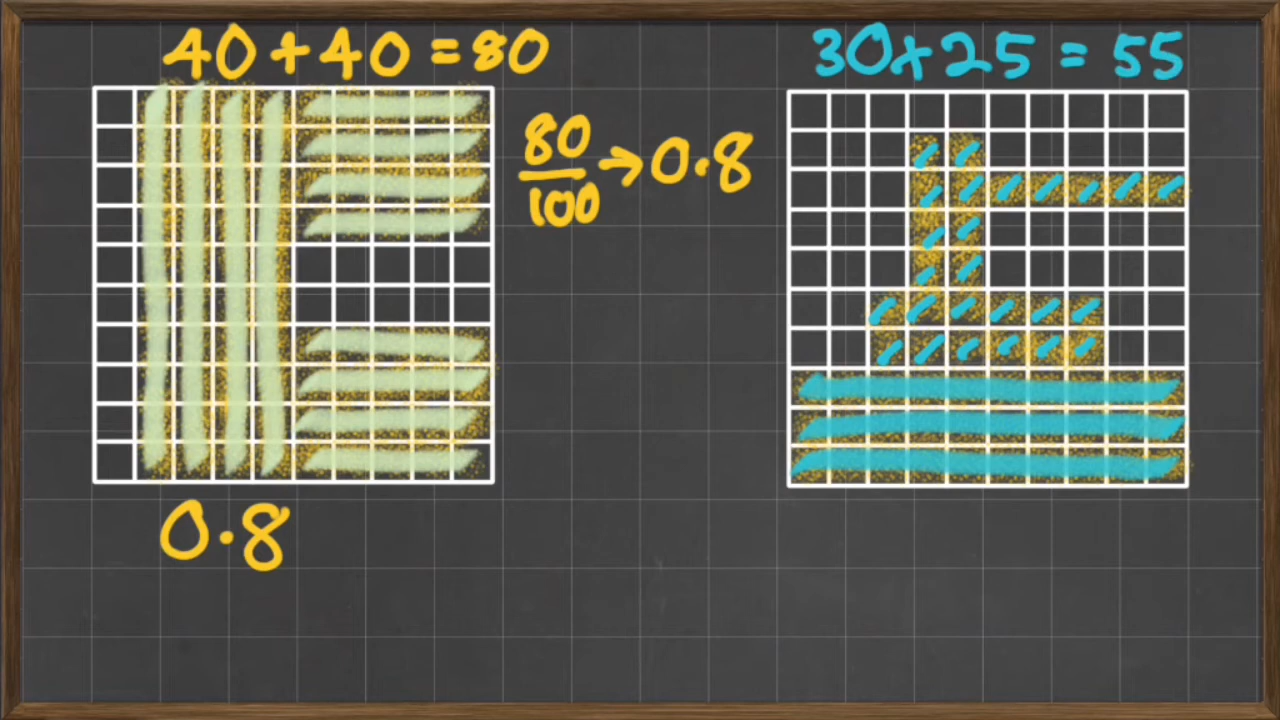 40 + 40 = 80
80/100 → 0.8
0.8
30 + 25 = 55